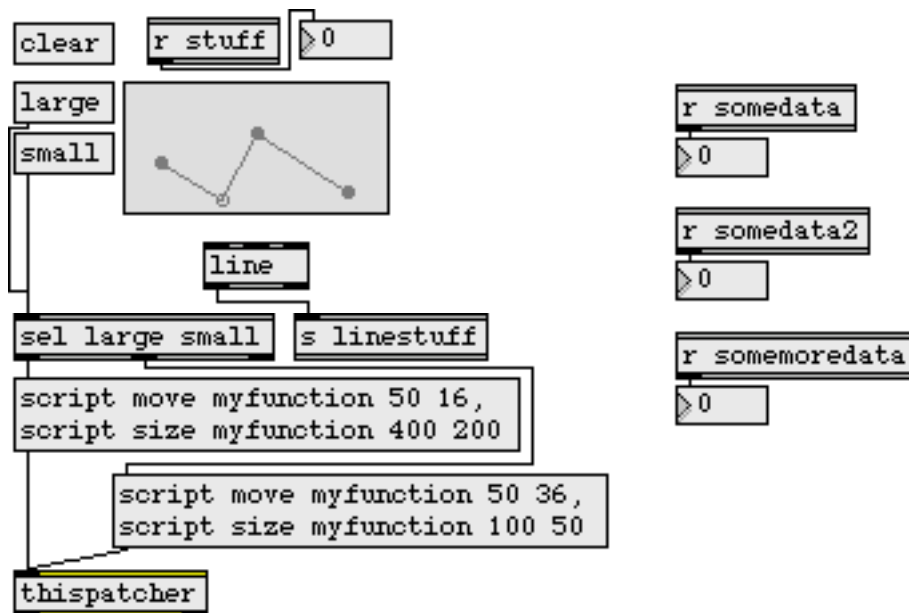 clear
r stuff
0
large
small
line
sel large small
s linestuff
script move myfunction 50 16,
script size myfunction 400 200
script move myfunction 50 36,
script size myfunction 100 50
thispatcher
r somedata
0
r somedata2
0
r somemoredata
0